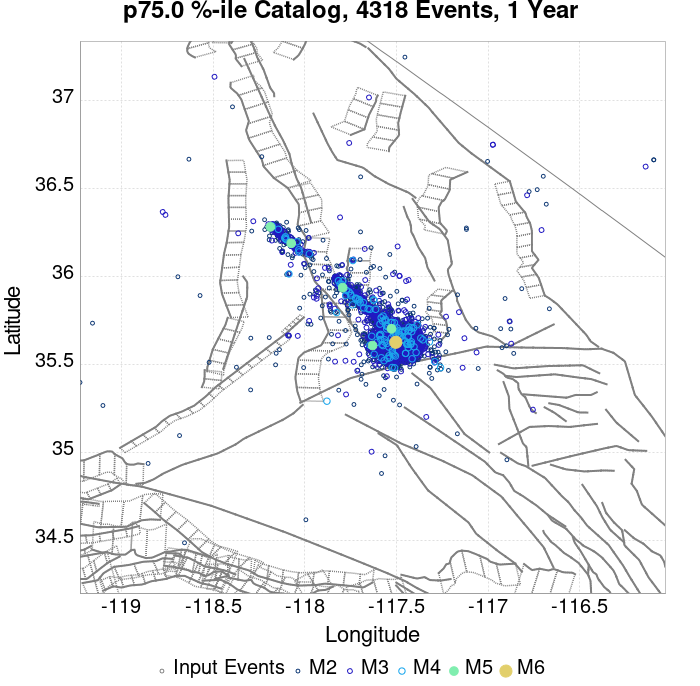 p75.0 %-ile Catalog, 4318 Events, 1 Year
37
36.5
36
35.5
35
34.5
Latitude
-119 -118.5 -118 -117.5 -117 -116.5
Longitude
Input Events M2 M3 M4 M5 M6